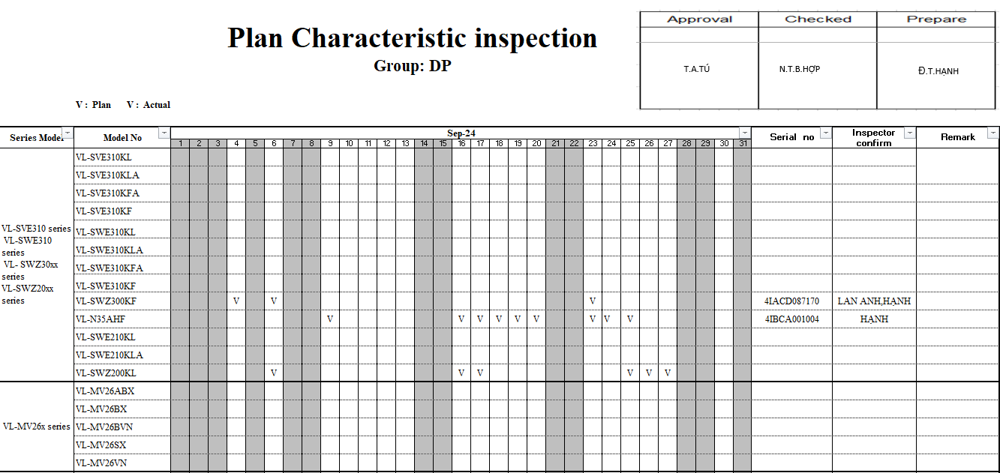 Approval Checked Prepare
Plan Characteristic inspection
Group: DP
T.A.TÚ N.T.B.HỢP Đ.T.HẠNH
V : Plan V : Actual
Series Model Model No Sep-24 Serial no Inspector confirm Remark
1 2 3 4 5 6 7 8 9 10 11 12 13 14 15 16 17 18 19 20 21 22 23 24 25 26 27 28 29 30 31
VL-SVE310 series
VL-SWE310
series
VL- SWZ30xx
series
VL-SWZ20xx
series
VL-SVE310KL
VL-SVE310KLA
VL-SVE310KFA
VL-SVE310KF
VL-SWE310KL
VL-SWE310KLA
VL-SWE310KFA
VL-SWE310KF
VL-SWZ300KF V V V 4IACD087170 LAN ANH,HẠNH
VL-N35AHF V V V V V V V V V 4IBCA001004 HẠNH
VL-SWE210KL
VL-SWE210KLA
VL-SWZ200KL V V V V V V
VL-MV26x series
VL-MV26ABX
VL-MV26BX
VL-MV26BVN
VL-MV26SX
VL-MV26VN